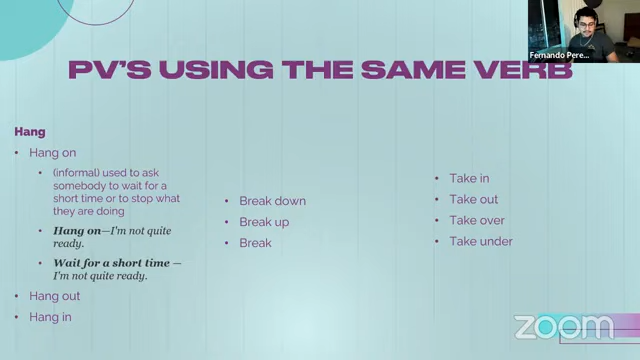 Fernando Pere...
PV'S USING THE SAME VERB
Hang
• Hang on
• (informal) used to ask
somebody to wait for a
short time or to stop what
they are doing
• Hang on—I'm not quite
ready.
• Wait for a short time —
I'm not quite ready.
• Hang out
• Hang in
• Break down
• Break up
• Break
• Take in
• Take out
• Take over
• Take under
zoom